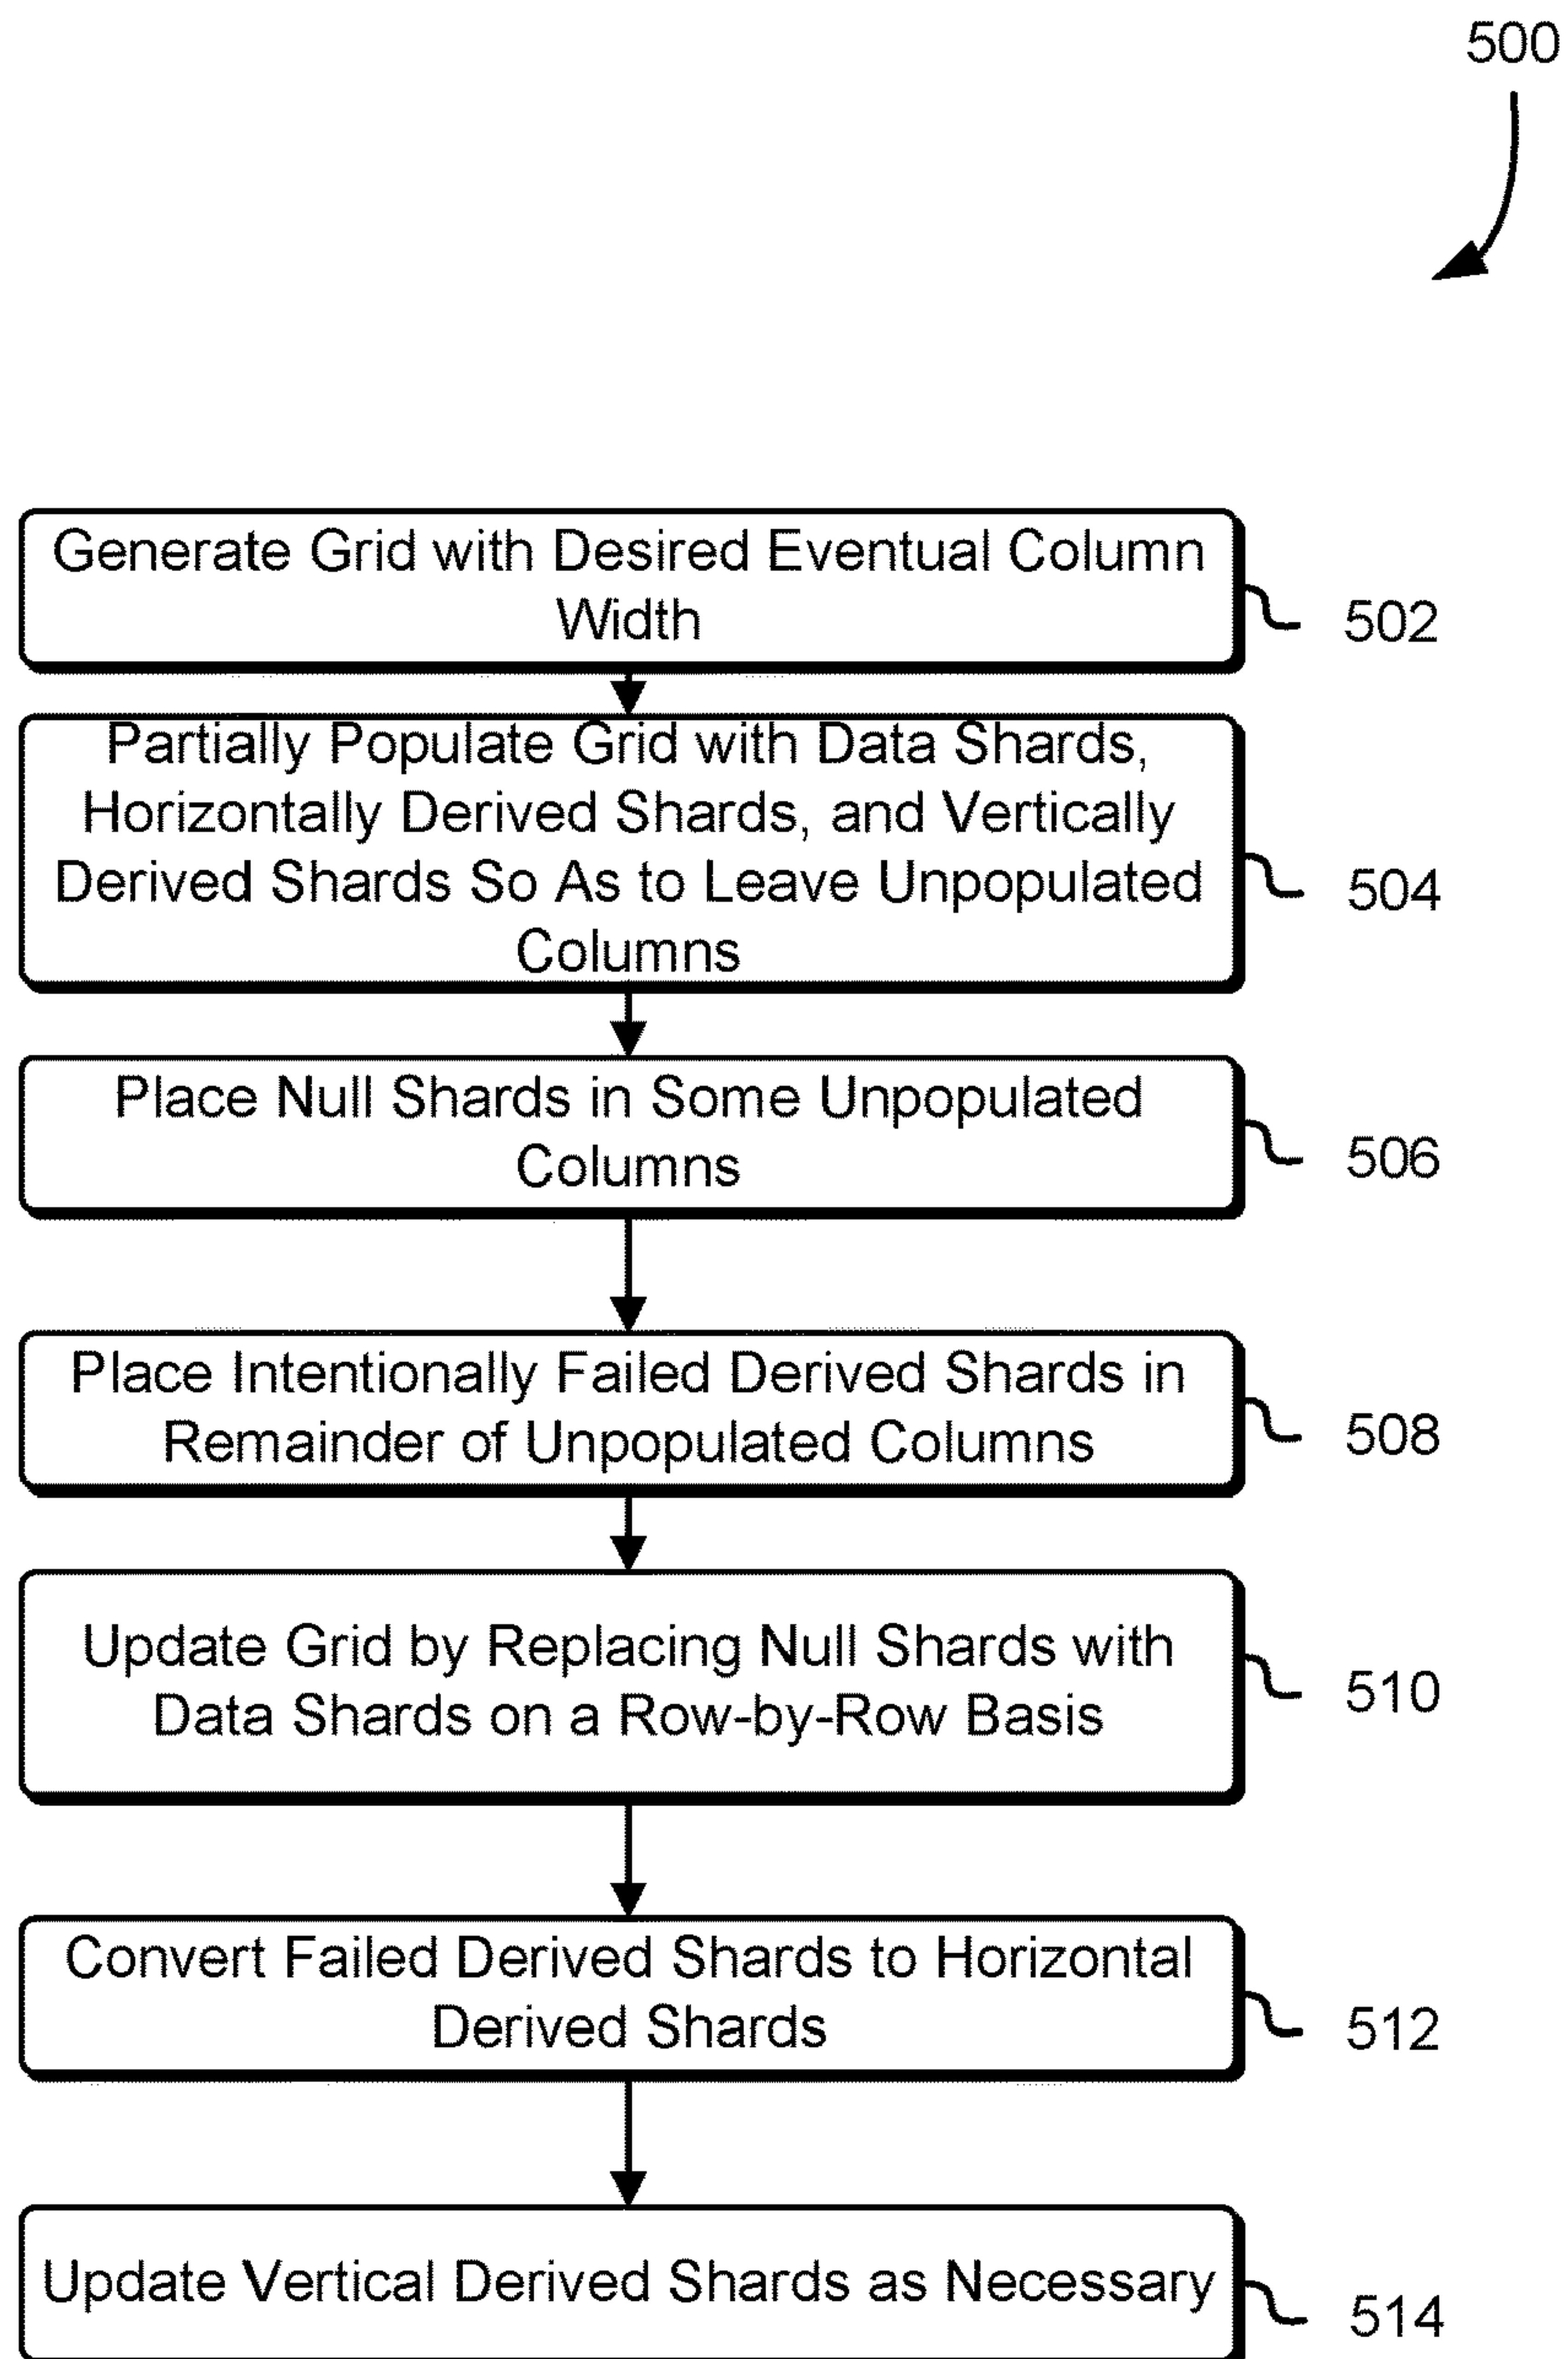 500
Generate Grid with Desired Eventual Column
Width
502
Partially Populate Grid with Data Shards,
Horizontally Derived Shards, and Vertically
Derived Shards So As to Leave Unpopulated
Columns
504
Place Null Shards in Some Unpopulated
Columns
506
Place Intentionally Failed Derived Shards in
Remainder of Unpopulated Columns
508
Update Grid by Replacing Null Shards with
Data Shards on a Row-by-Row Basis
510
Convert Failed Derived Shards to Horizontal
Derived Shards
512
Update Vertical Derived Shards as Necessary
514